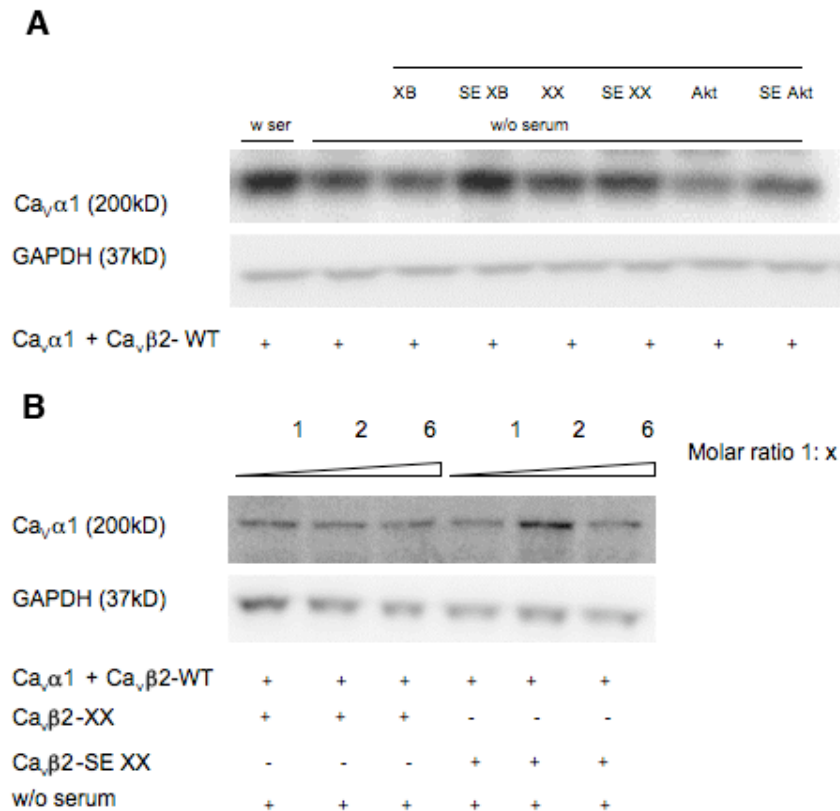 A
XB SE XB XX SE XX Akt SE Akt
w ser w/o serum
Caᵥα1 (200kD)
GAPDH (37kD)
Caᵥα1 + Caᵥβ2- WT + + + + + + + +
B
1 2 6 1 2 6 Molar ratio 1: x
Caᵥα1 (200kD)
GAPDH (37kD)
Caᵥα1 + Caᵥβ2-WT + + + + + +
Caᵥβ2-XX + + + - - -
Caᵥβ2-SE XX - - - + + +
w/o serum + + + + + +